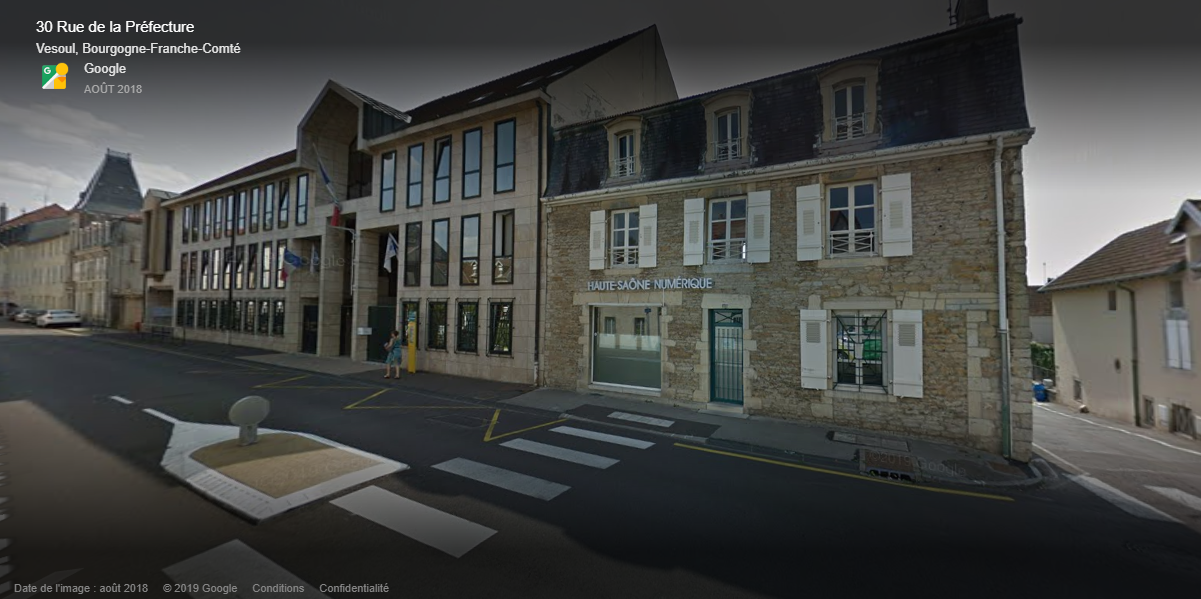 30 Rue de la Préfecture
Vesoul, Bourgogne-Franche-Comté
G
Google
AOÛT 2018
HAUTE-SAÔNE NUMÉRIQUE
Google
Date de l'image : août 2018 © 2019 Google Conditions Confidentialité